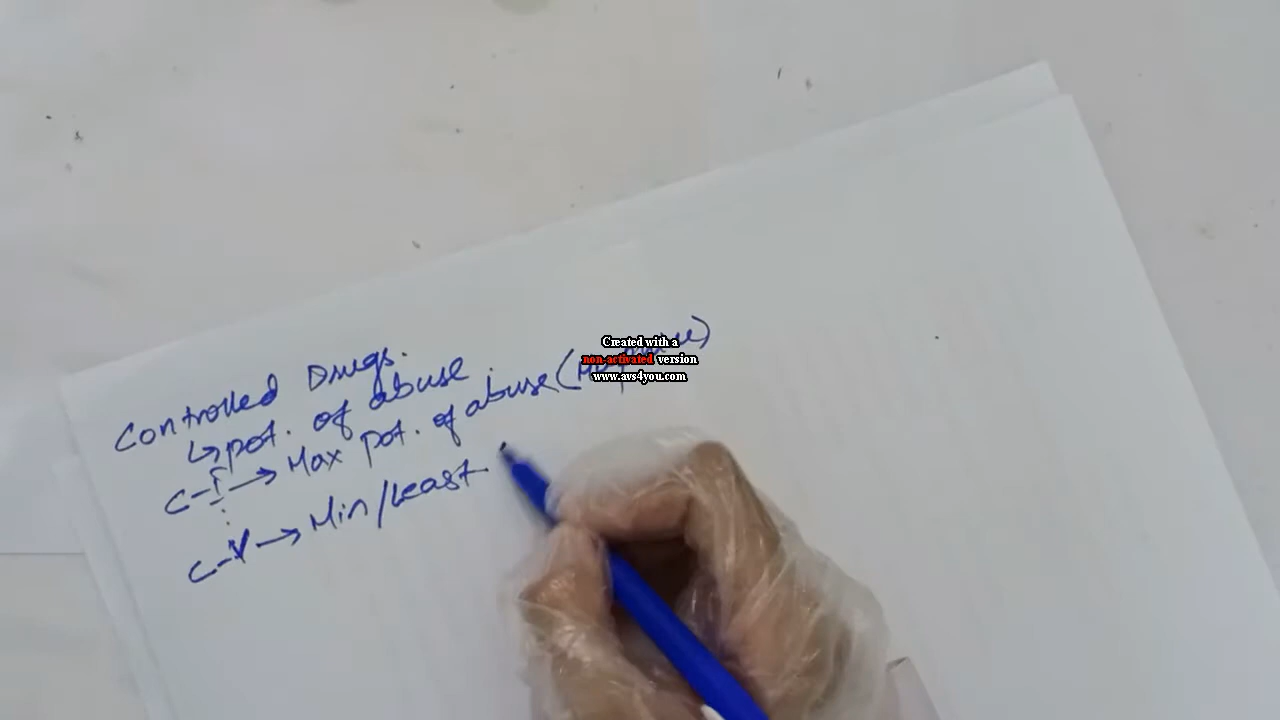 Controlled Drugs.
↳ pot. of abuse.
C-I → Max pot. of abuse (
C-V → Min/Least
Created with a
non-activated version
www.avs4you.com